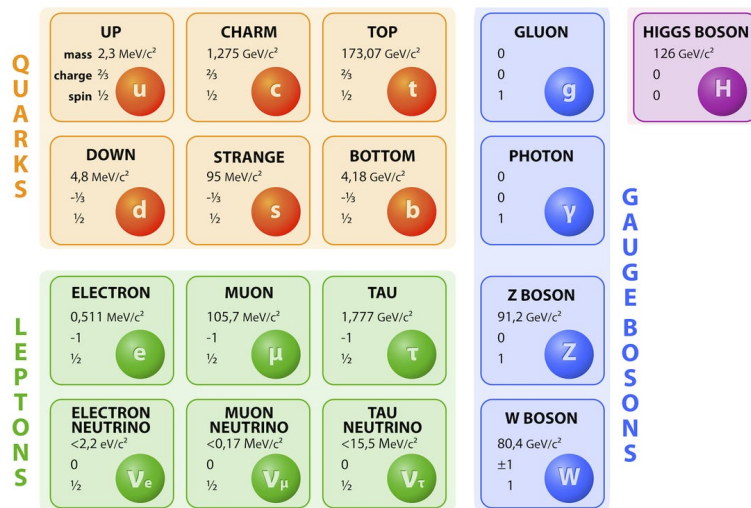 QUARKS
UP
mass 2,3 MeV/c²
charge ⅔
spin ½
u
CHARM
1,275 GeV/c²
⅔
½
c
TOP
173,07 GeV/c²
⅔
½
t
DOWN
4,8 MeV/c²
-⅓
½
d
STRANGE
95 MeV/c²
-⅓
½
s
BOTTOM
4,18 GeV/c²
-⅓
½
b
LEPTONS
ELECTRON
0,511 MeV/c²
-1
½
e
MUON
105,7 MeV/c²
-1
½
μ
TAU
1,777 GeV/c²
-1
½
τ
ELECTRON
NEUTRINO
<2,2 eV/c²
0
½
νe
MUON
NEUTRINO
<0,17 MeV/c²
0
½
νμ
TAU
NEUTRINO
<15,5 MeV/c²
0
½
ντ
GAUGE BOSONS
GLUON
0
0
1
g
PHOTON
0
0
1
γ
Z BOSON
91,2 GeV/c²
0
1
Z
W BOSON
80,4 GeV/c²
±1
1
W
HIGGS BOSON
126 GeV/c²
0
0
H